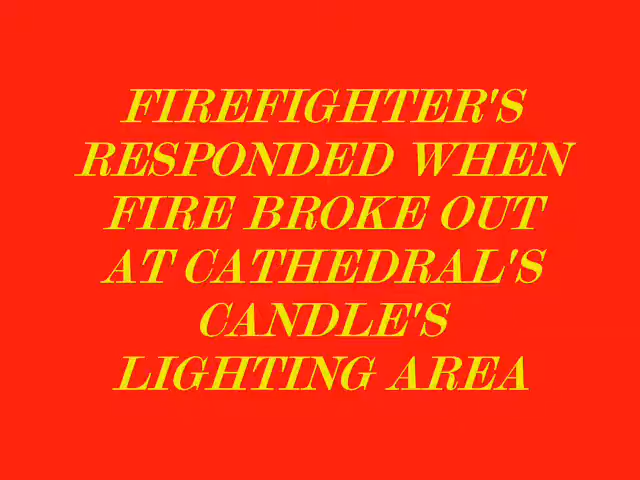 FIREFIGHTER'S
RESPONDED WHEN
FIRE BROKE OUT
AT CATHEDRAL'S
CANDLE'S
LIGHTING AREA